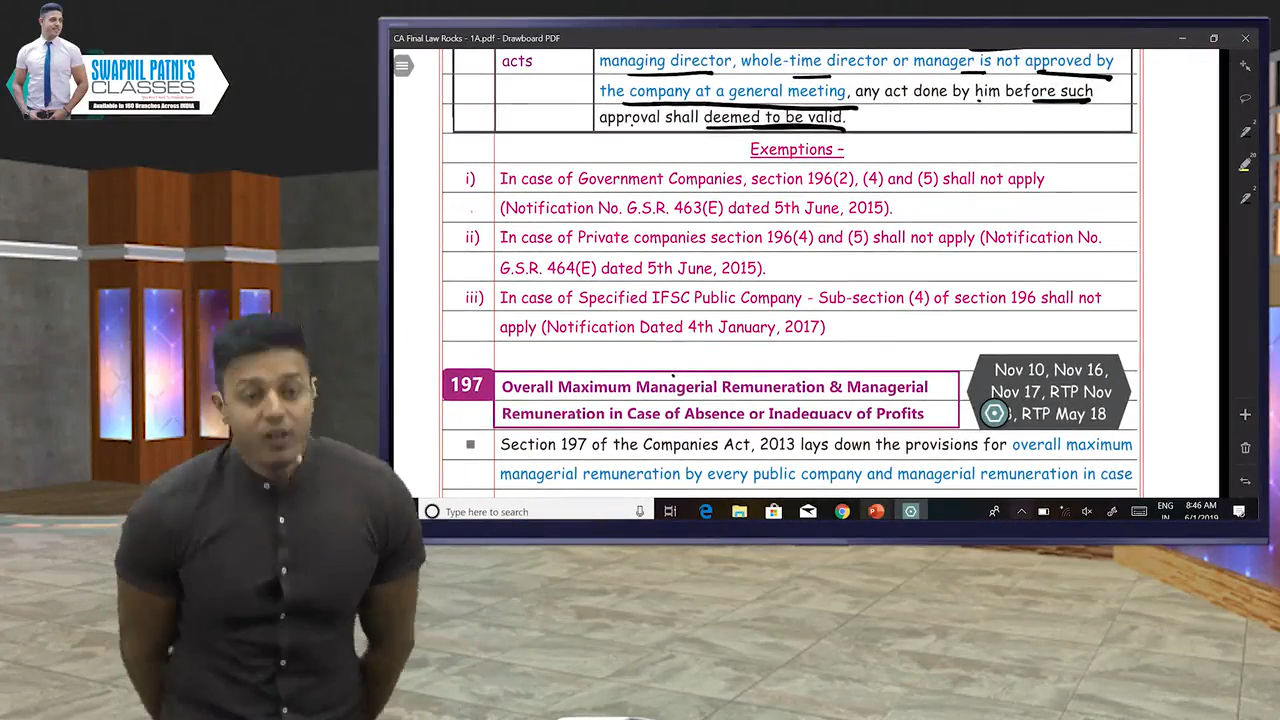 SWAPNIL PATNI'S
CLASSES
Available in 160 Branches Across INDIA
CA Final Law Rocks - 1A.pdf - Drawboard PDF
acts
managing director, whole-time director or manager is not approved by
the company at a general meeting, any act done by him before such
approval shall deemed to be valid.
Exemptions –
i) In case of Government Companies, section 196(2), (4) and (5) shall not apply
(Notification No. G.S.R. 463(E) dated 5th June, 2015).
ii) In case of Private companies section 196(4) and (5) shall not apply (Notification No.
G.S.R. 464(E) dated 5th June, 2015).
iii) In case of Specified IFSC Public Company - Sub-section (4) of section 196 shall not
apply (Notification Dated 4th January, 2017)
197 Overall Maximum Managerial Remuneration & Managerial
Remuneration in Case of Absence or Inadequacy of Profits
Nov 10, Nov 16,
Nov 17, RTP Nov
, RTP May 18
Section 197 of the Companies Act, 2013 lays down the provisions for overall maximum
managerial remuneration by every public company and managerial remuneration in case
Type here to search
ENG
IN
8:46 AM
6/1/2019